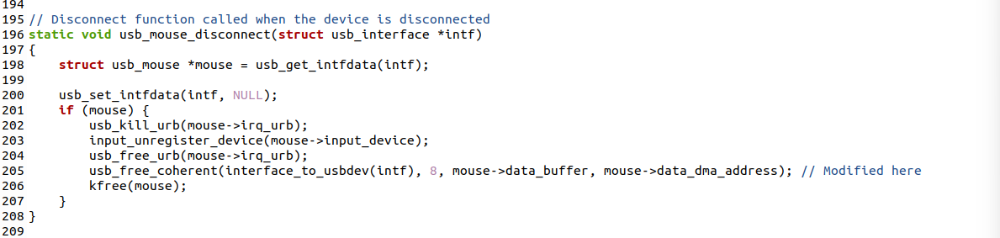 194
195 // Disconnect function called when the device is disconnected
196 static void usb_mouse_disconnect(struct usb_interface *intf)
197 {
198     struct usb_mouse *mouse = usb_get_intfdata(intf);
199
200     usb_set_intfdata(intf, NULL);
201     if (mouse) {
202         usb_kill_urb(mouse->irq_urb);
203         input_unregister_device(mouse->input_device);
204         usb_free_urb(mouse->irq_urb);
205         usb_free_coherent(interface_to_usbdev(intf), 8, mouse->data_buffer, mouse->data_dma_address); // Modified here
206         kfree(mouse);
207     }
208 }
209